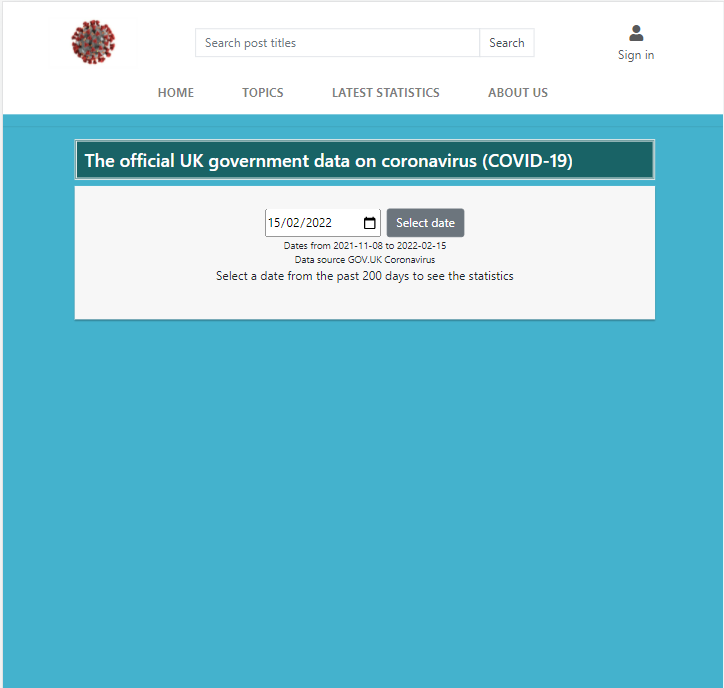 Search post titles
Search
Sign in
HOME
TOPICS
LATEST STATISTICS
ABOUT US
The official UK government data on coronavirus (COVID-19)
15/02/2022
Select date
Dates from 2021-11-08 to 2022-02-15
Data source GOV.UK Coronavirus
Select a date from the past 200 days to see the statistics